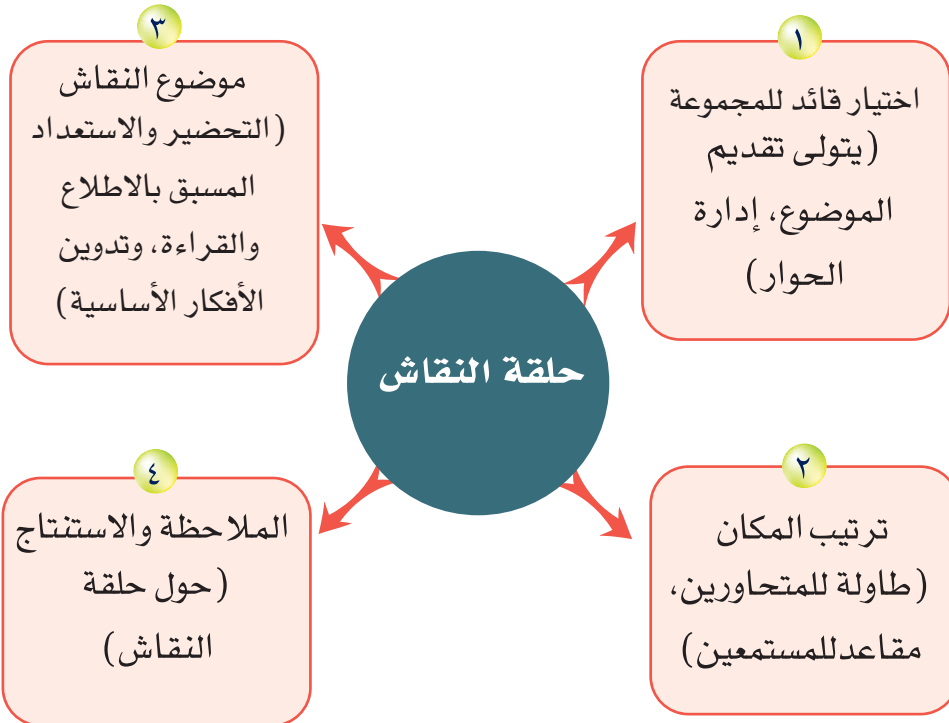 ١
اختيار قائد للمجموعة
(يتولى تقديم
الموضوع، إدارة
الحوار)
٢
ترتيب المكان
(طاولة للمتحاورين،
مقاعدللمستمعين)
٣
موضوع النقاش
(التحضير والاستعداد
المسبق بالاطلاع
والقراءة، وتدوين
الأفكار الأساسية)
٤
الملاحظة والاستنتاج
(حول حلقة
النقاش)
حلقة النقاش